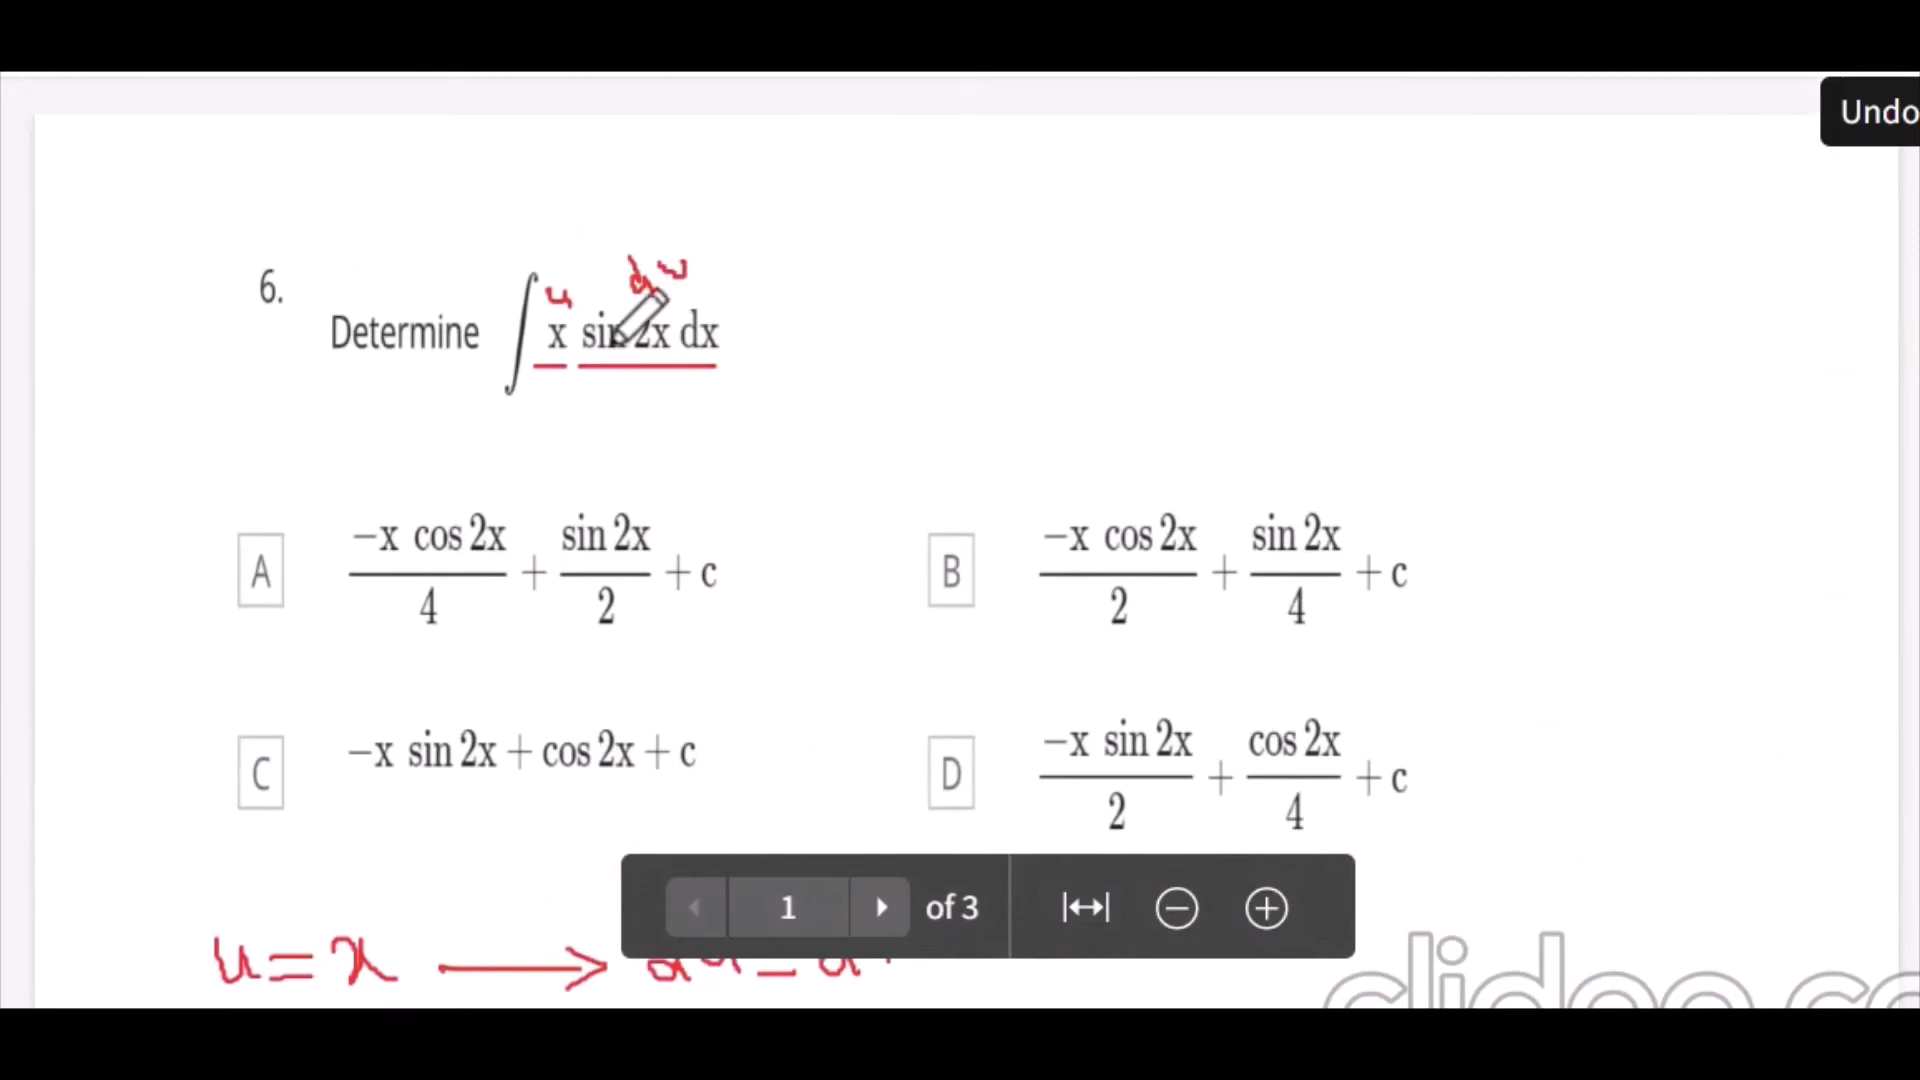 Undo
6.
u dv
Determine ∫ x sin 2x dx
A −x cos 2x / 4 + sin 2x / 2 + c
B −x cos 2x / 2 + sin 2x / 4 + c
C −x sin 2x + cos 2x + c
D −x sin 2x / 2 + cos 2x / 4 + c
1 of 3
u = x ⟶